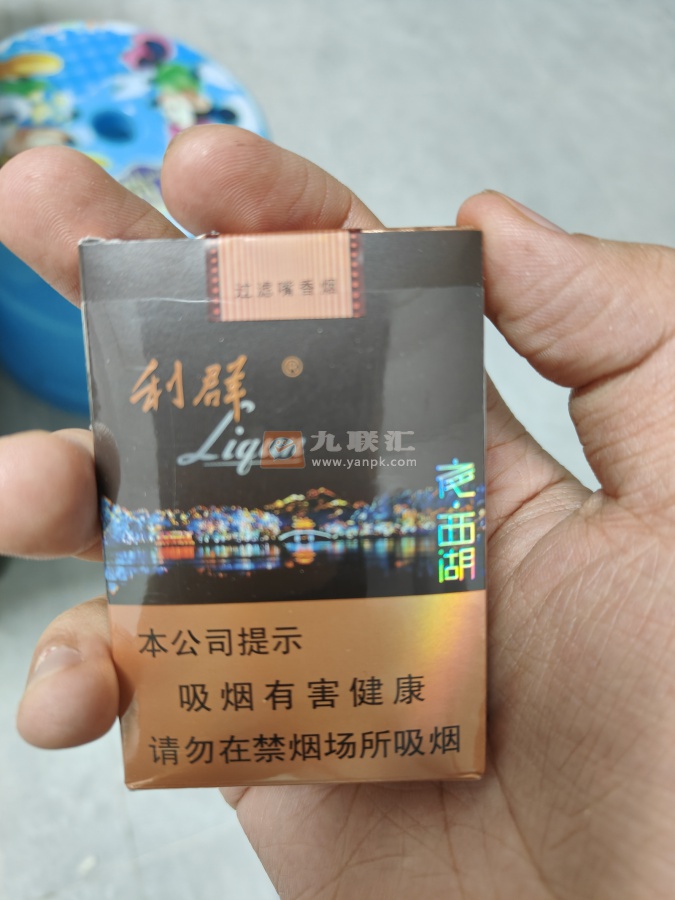 过滤嘴香烟
利群®
Liqun
九联汇
www.yanpk.com
夜·西湖
本公司提示
吸烟有害健康
请勿在禁烟场所吸烟